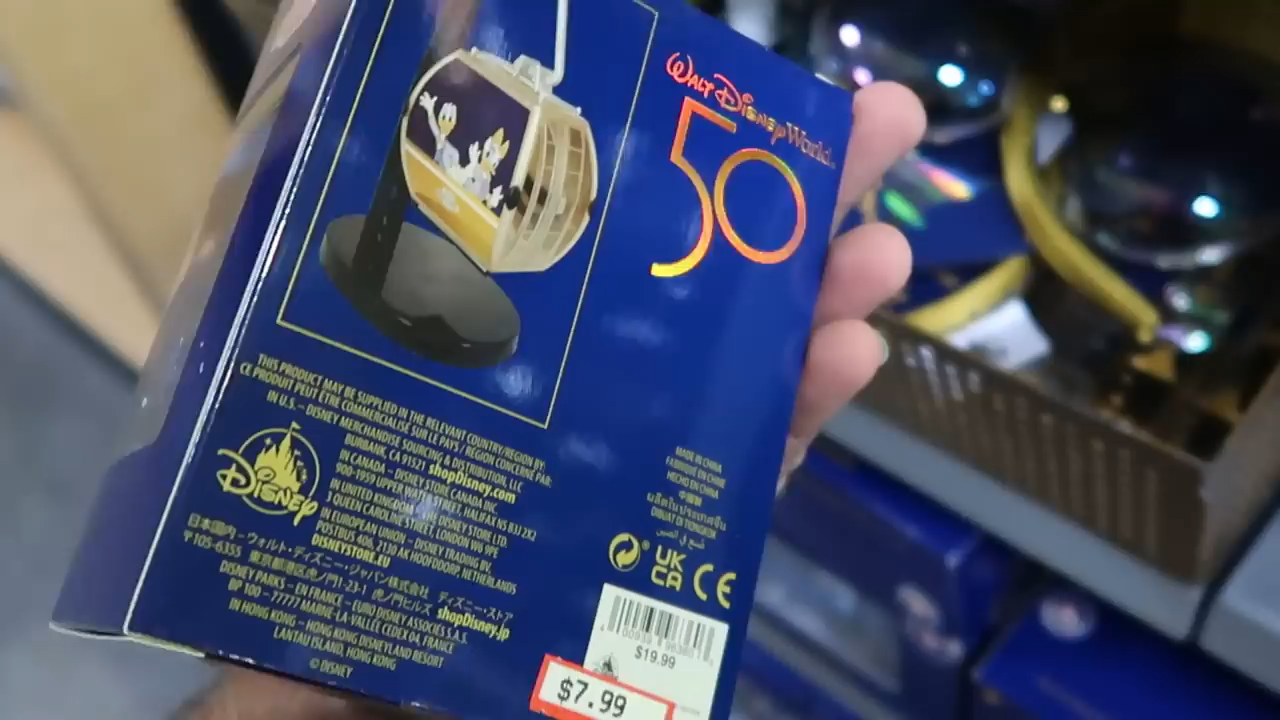 WALT DISNEY World
50
THIS PRODUCT MAY BE SUPPLIED IN THE RELEVANT COUNTRY/REGION BY:
CE PRODUIT PEUT ÊTRE COMMERCIALISÉ SUR LE PAYS / RÉGION CONCERNÉ PAR:
IN U.S. – DISNEY MERCHANDISE SOURCING & DISTRIBUTION, LLC
BURBANK, CA 91521 shopDisney.com
IN CANADA – DISNEY STORE CANADA INC.
900-1959 UPPER WATER STREET, HALIFAX NS B3J 2X2
IN UNITED KINGDOM – THE DISNEY STORE LTD.
3 QUEEN CAROLINE STREET, LONDON W6 9PE
IN EUROPEAN UNION – DISNEY TRADING BV,
POSTBUS 406, 2130 AK HOOFDDORP, NETHERLANDS
DISNEYSTORE.EU
Disney
日本国内・ウォルト・ディズニー・ジャパン株式会社 ディズニー・ストア
〒105-6355 東京都港区虎ノ門1-23-1 虎ノ門ヒルズ shopDisney.jp
DISNEY PARKS – EN FRANCE – EURO DISNEY ASSOCIÉS S.A.S.
BP 100 – 77777 MARNE-LA-VALLÉE CEDEX 04, FRANCE
IN HONG KONG – HONG KONG DISNEYLAND RESORT
LANTAU ISLAND, HONG KONG
© DISNEY
MADE IN CHINA
FABRIQUÉ EN CHINE
HECHO EN CHINA
中國製
DIBUAT DI TIONGKOK
UK
CA CE
$19.99
$7.99